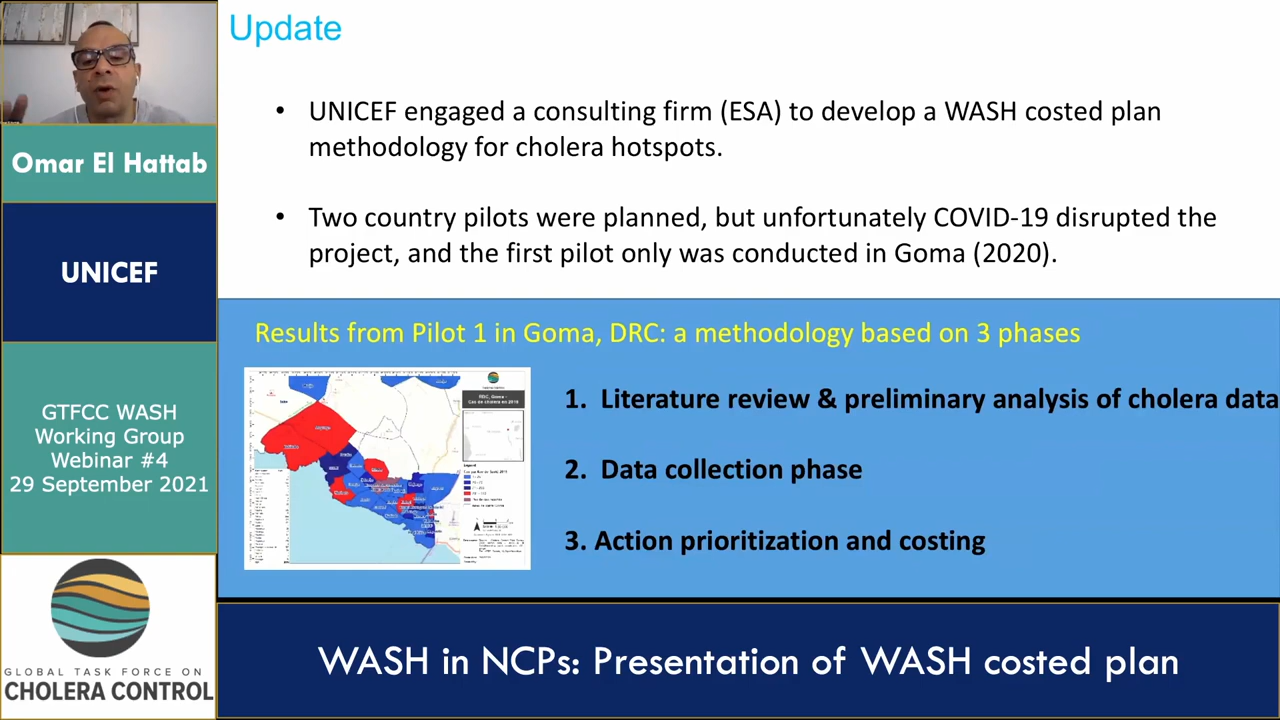 Update
• UNICEF engaged a consulting firm (ESA) to develop a WASH costed plan
methodology for cholera hotspots.
• Two country pilots were planned, but unfortunately COVID-19 disrupted the
project, and the first pilot only was conducted in Goma (2020).
Omar El Hattab
UNICEF
GTFCC WASH
Working Group
Webinar #4
29 September 2021
GLOBAL TASK FORCE ON
CHOLERA CONTROL
Results from Pilot 1 in Goma, DRC: a methodology based on 3 phases
1. Literature review & preliminary analysis of cholera data
2. Data collection phase
3. Action prioritization and costing
WASH in NCPs: Presentation of WASH costed plan